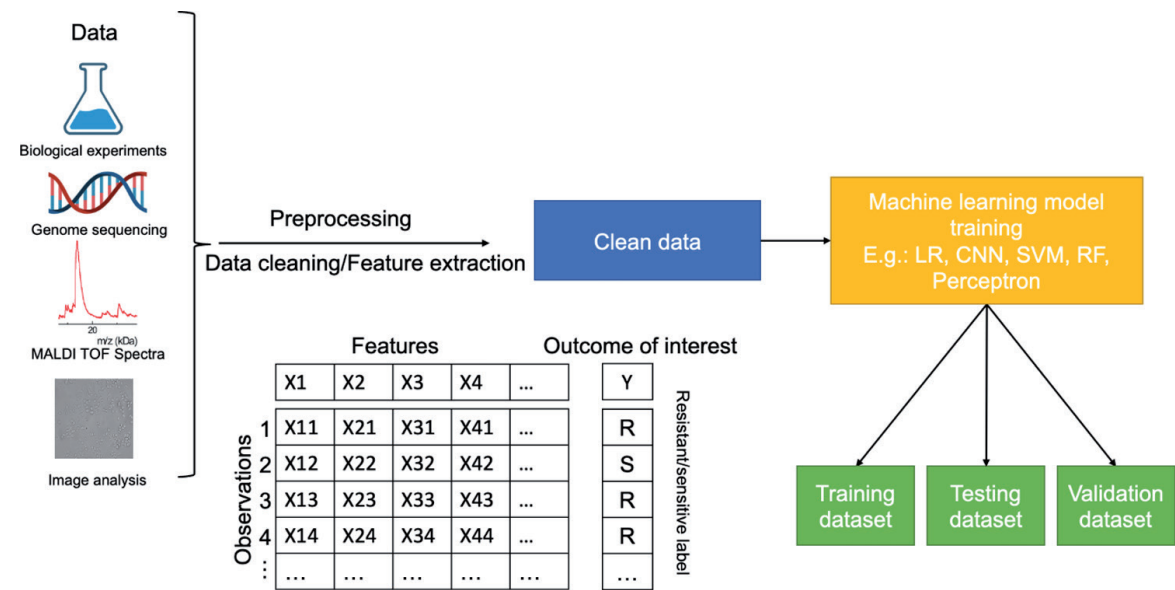 Data
Biological experiments
Genome sequencing
20
m/z (kDa)
MALDI TOF Spectra
Image analysis
Preprocessing
Data cleaning/Feature extraction
Clean data
Machine learning model
training
E.g.: LR, CNN, SVM, RF,
Perceptron
Training
dataset
Testing
dataset
Validation
dataset
Features
Outcome of interest
X1 X2 X3 X4 ... Y
Observations
1 X11 X21 X31 X41 ... R
2 X12 X22 X32 X42 ... S
3 X13 X23 X33 X43 ... R
4 X14 X24 X34 X44 ... R
... ... ... ... ... ... ...
Resistant/sensitive label